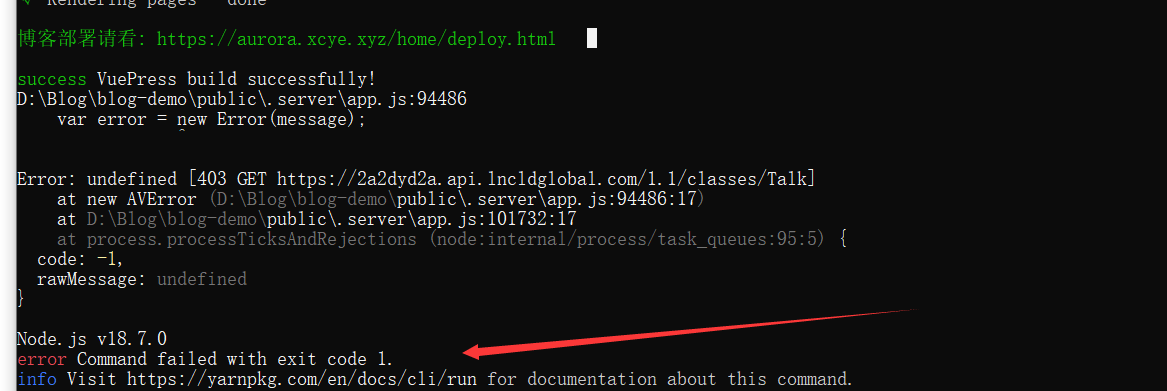 √ Rendering pages - done
博客部署请看: https://aurora.xcye.xyz/home/deploy.html
success VuePress build successfully!
D:\Blog\blog-demo\public\.server\app.js:94486
var error = new Error(message);
^
Error: undefined [403 GET https://2a2dyd2a.api.lncldglobal.com/1.1/classes/Talk]
at new AVError (D:\Blog\blog-demo\public\.server\app.js:94486:17)
at D:\Blog\blog-demo\public\.server\app.js:101732:17
at process.processTicksAndRejections (node:internal/process/task_queues:95:5) {
code: -1,
rawMessage: undefined
}
Node.js v18.7.0
error Command failed with exit code 1.
info Visit https://yarnpkg.com/en/docs/cli/run for documentation about this command.